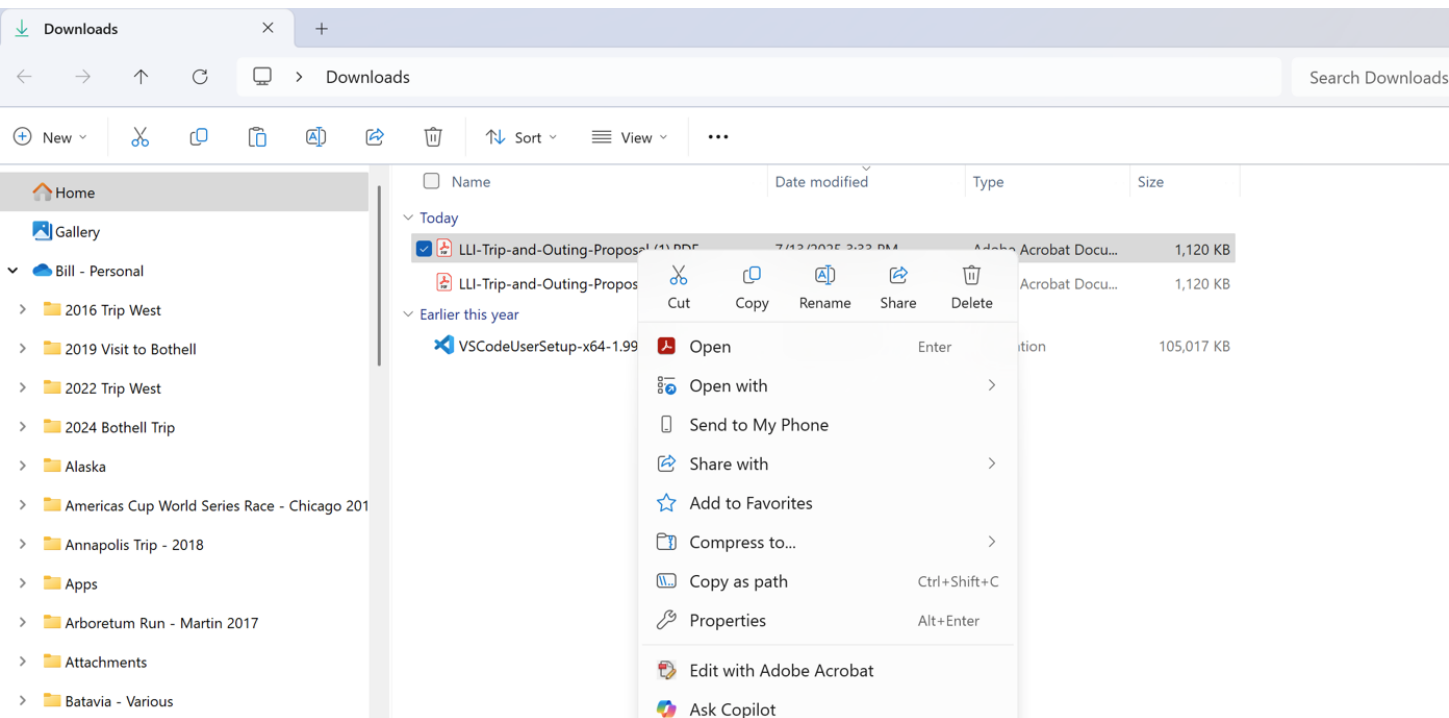 Downloads
Downloads
Search Downloads
New
Sort
View
Home
Gallery
Bill - Personal
2016 Trip West
2019 Visit to Bothell
2022 Trip West
2024 Bothell Trip
Alaska
Americas Cup World Series Race - Chicago 201
Annapolis Trip - 2018
Apps
Arboretum Run - Martin 2017
Attachments
Batavia - Various
Name Date modified Type Size
Today
LLI-Trip-and-Outing-Proposal (1).PDF 7/13/2025 3:33 PM Adobe Acrobat Docu... 1,120 KB
LLI-Trip-and-Outing-Propos Acrobat Docu... 1,120 KB
Earlier this year
VSCodeUserSetup-x64-1.99 105,017 KB
Cut Copy Rename Share Delete
Open Enter
Open with
Send to My Phone
Share with
Add to Favorites
Compress to...
Copy as path Ctrl+Shift+C
Properties Alt+Enter
Edit with Adobe Acrobat
Ask Copilot